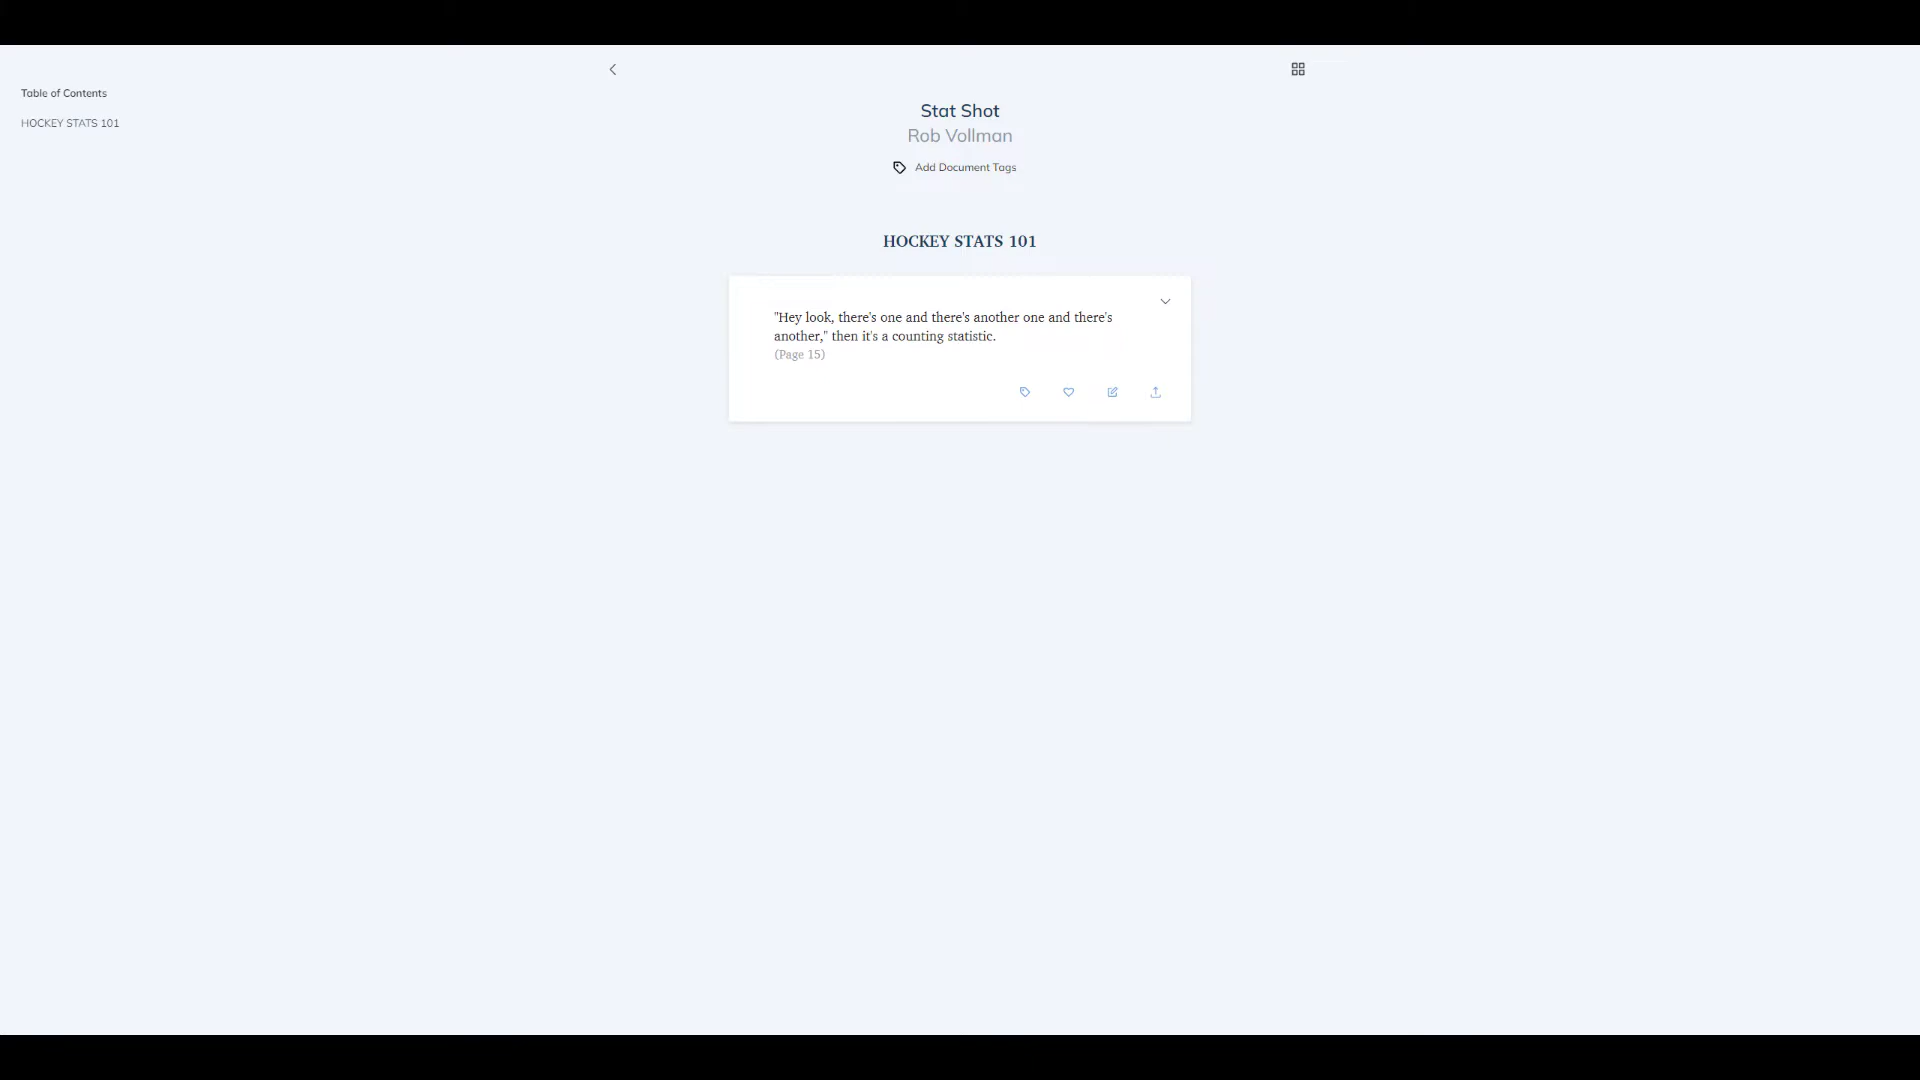 Table of Contents
HOCKEY STATS 101
Stat Shot
Rob Vollman
Add Document Tags
HOCKEY STATS 101
"Hey look, there's one and there's another one and there's
another," then it's a counting statistic.
(Page 15)